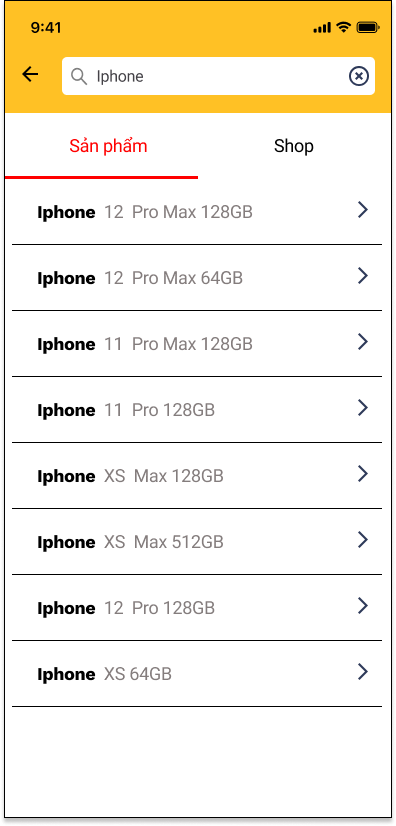 9:41
Iphone
Sản phẩm Shop
Iphone 12 Pro Max 128GB
Iphone 12 Pro Max 64GB
Iphone 11 Pro Max 128GB
Iphone 11 Pro 128GB
Iphone XS Max 128GB
Iphone XS Max 512GB
Iphone 12 Pro 128GB
Iphone XS 64GB